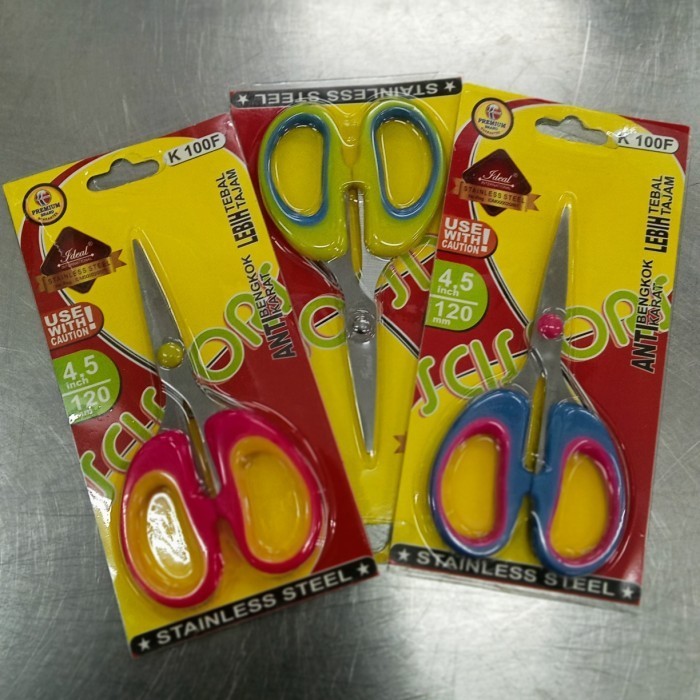 K 100F
PREMIUM
Ideal
STAINLESS STEEL
USE
WITH
CAUTION!
4,5
inch
120
mm
ANTI BENGKOK
KARAT
LEBIH TEBAL
TAJAM
SCISSORS
★ STAINLESS STEEL ★
★ STAINLESS STEEL ★
K 100F
PREMIUM
Ideal
STAINLESS STEEL
USE
WITH
CAUTION!
4,5
inch
120
mm
ANTI BENGKOK
KARAT
LEBIH TEBAL
TAJAM
SCISSORS
★ STAINLESS STEEL ★